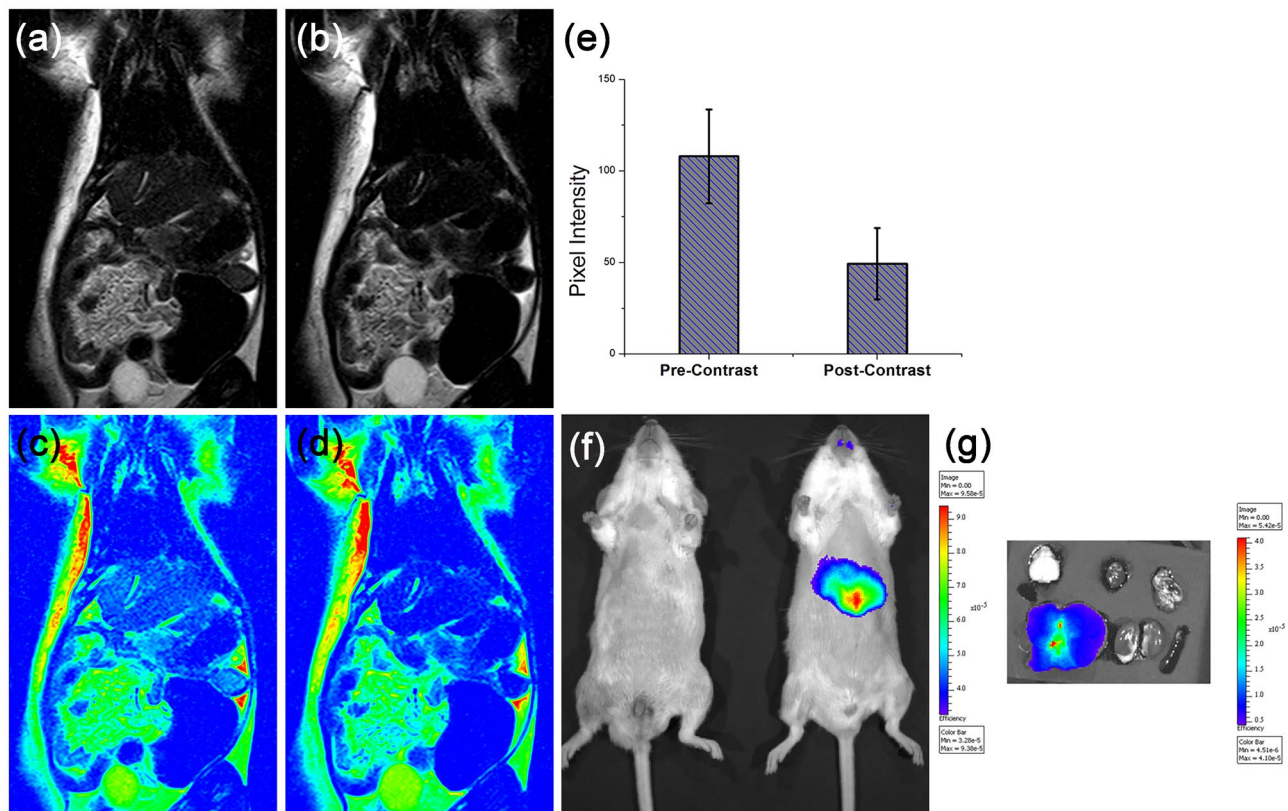 (a)
(b)
(e)
150
100
50
0
Pixel Intensity
Pre-Contrast
Post-Contrast
(c)
(d)
(f)
(g)
Image
Min = 0.00
Max = 9.58e-5
9.0
8.0
7.0
x10⁻⁵
6.0
5.0
4.0
Efficiency
Color Bar
Min = 3.28e-5
Max = 9.38e-5
Image
Min = 0.00
Max = 5.42e-5
4.0
3.5
3.0
2.5
x10⁻⁵
2.0
1.5
1.0
0.5
Efficiency
Color Bar
Min = 4.51e-6
Max = 4.10e-5